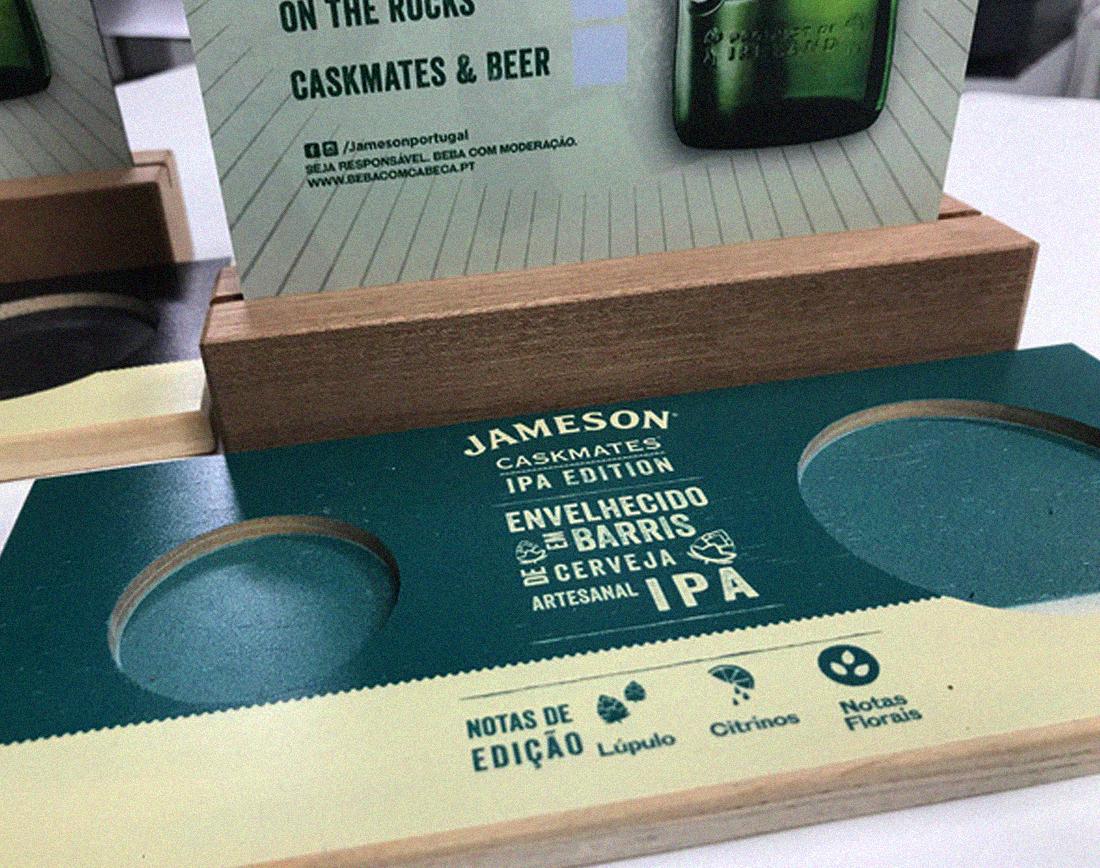 ON THE ROCKS
CASKMATES & BEER
/Jamesonportugal
SEJA RESPONSÁVEL. BEBA COM MODERAÇÃO.
WWW.BEBACOMCABECA.PT
PRODUCT OF
IRELAND
JAMESON
CASKMATES
IPA EDITION
ENVELHECIDO
EM BARRIS
DE CERVEJA
ARTESANAL IPA
NOTAS DE
EDIÇÃO
Lúpulo
Citrinos
Notas
Florais